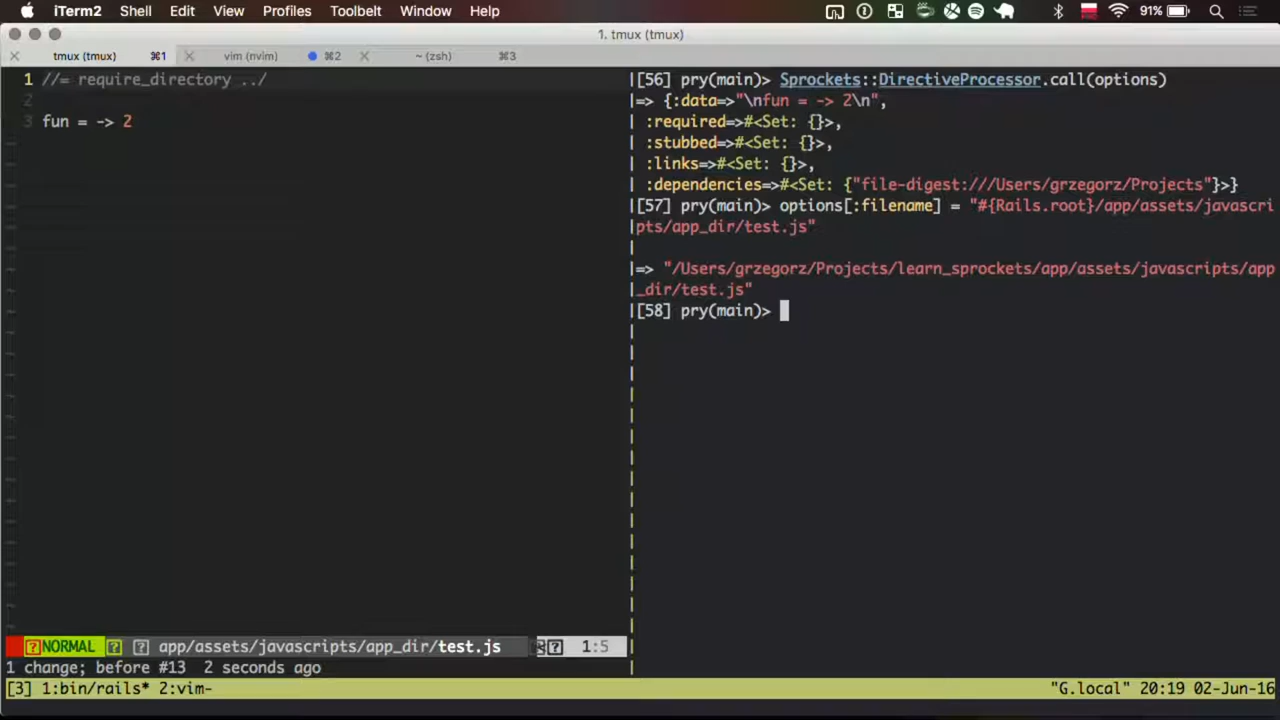 iTerm2 Shell Edit View Profiles Toolbelt Window Help 91%
1. tmux (tmux)
tmux (tmux) ⌘1 vim (nvim) ⌘2 ~ (zsh) ⌘3
1 //= require_directory ../
2
3 fun = -> 2
|[56] pry(main)> Sprockets::DirectiveProcessor.call(options)
|=> {:data=>"\nfun = -> 2\n",
| :required=>#<Set: {}>,
| :stubbed=>#<Set: {}>,
| :links=>#<Set: {}>,
| :dependencies=>#<Set: {"file-digest:///Users/grzegorz/Projects"}>}
|[57] pry(main)> options[:filename] = "#{Rails.root}/app/assets/javascri
|pts/app_dir/test.js"
|=> "/Users/grzegorz/Projects/learn_sprockets/app/assets/javascripts/app
|_dir/test.js"
|[58] pry(main)>
NORMAL app/assets/javascripts/app_dir/test.js 1:5
1 change; before #13 2 seconds ago
[3] 1:bin/rails* 2:vim- "G.local" 20:19 02-Jun-16